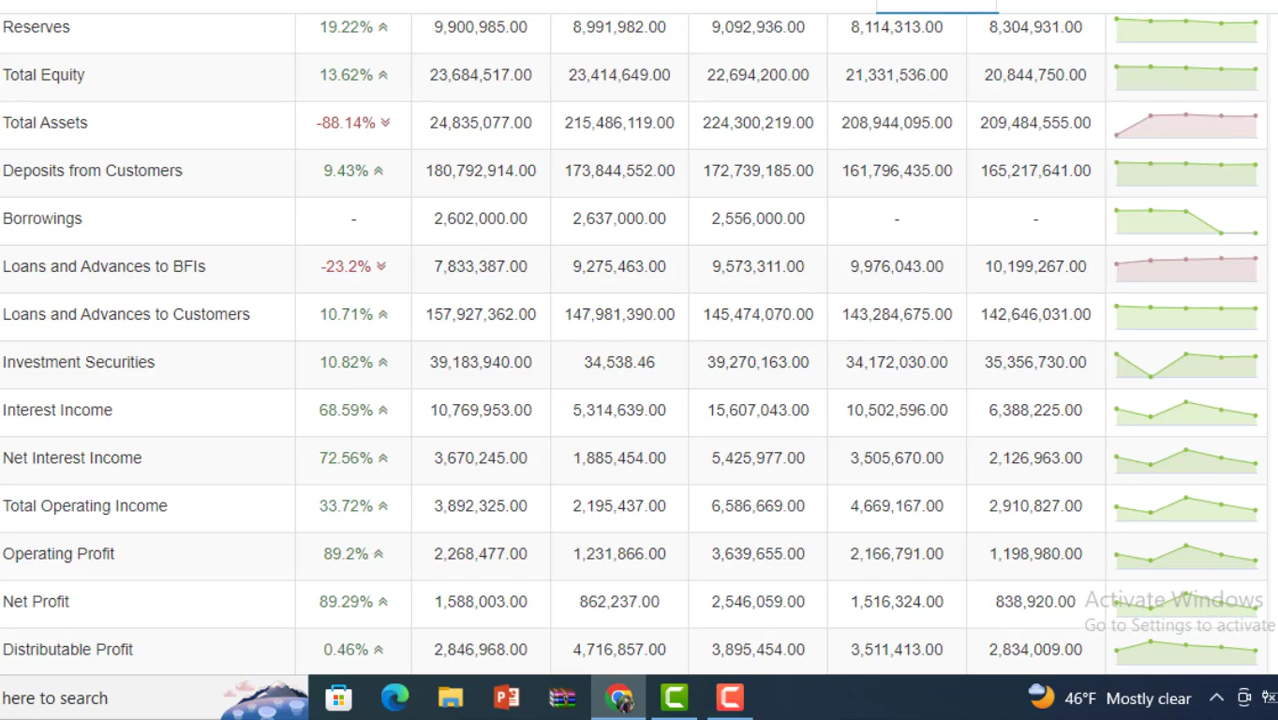 Reserves 19.22% 9,900,985.00 8,991,982.00 9,092,936.00 8,114,313.00 8,304,931.00
Total Equity 13.62% 23,684,517.00 23,414,649.00 22,694,200.00 21,331,536.00 20,844,750.00
Total Assets -88.14% 24,835,077.00 215,486,119.00 224,300,219.00 208,944,095.00 209,484,555.00
Deposits from Customers 9.43% 180,792,914.00 173,844,552.00 172,739,185.00 161,796,435.00 165,217,641.00
Borrowings - 2,602,000.00 2,637,000.00 2,556,000.00 - -
Loans and Advances to BFIs -23.2% 7,833,387.00 9,275,463.00 9,573,311.00 9,976,043.00 10,199,267.00
Loans and Advances to Customers 10.71% 157,927,362.00 147,981,390.00 145,474,070.00 143,284,675.00 142,646,031.00
Investment Securities 10.82% 39,183,940.00 34,538.46 39,270,163.00 34,172,030.00 35,356,730.00
Interest Income 68.59% 10,769,953.00 5,314,639.00 15,607,043.00 10,502,596.00 6,388,225.00
Net Interest Income 72.56% 3,670,245.00 1,885,454.00 5,425,977.00 3,505,670.00 2,126,963.00
Total Operating Income 33.72% 3,892,325.00 2,195,437.00 6,586,669.00 4,669,167.00 2,910,827.00
Operating Profit 89.2% 2,268,477.00 1,231,866.00 3,639,655.00 2,166,791.00 1,198,980.00
Net Profit 89.29% 1,588,003.00 862,237.00 2,546,059.00 1,516,324.00 838,920.00
Activate Windows
Go to Settings to activate
Distributable Profit 0.46% 2,846,968.00 4,716,857.00 3,895,454.00 3,511,413.00 2,834,009.00
here to search 46°F Mostly clear